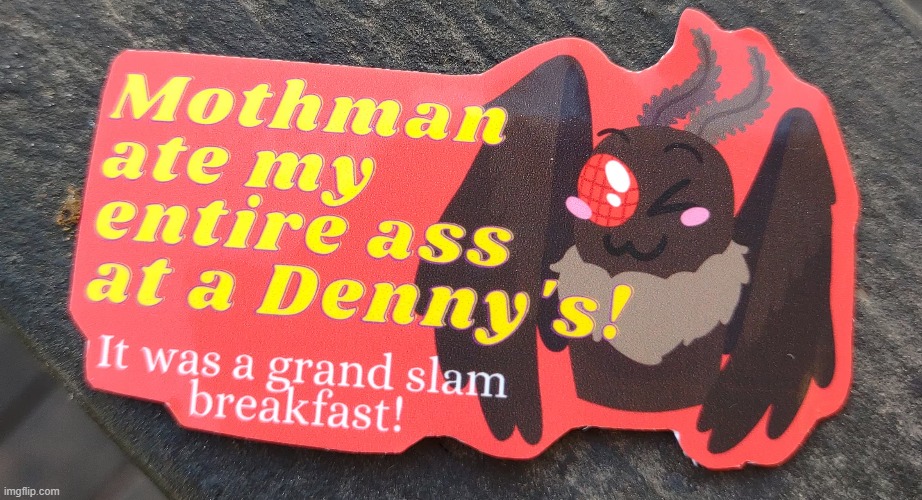 Mothman
ate my
entire ass
at a Denny's!
It was a grand slam
breakfast!
imgflip.com